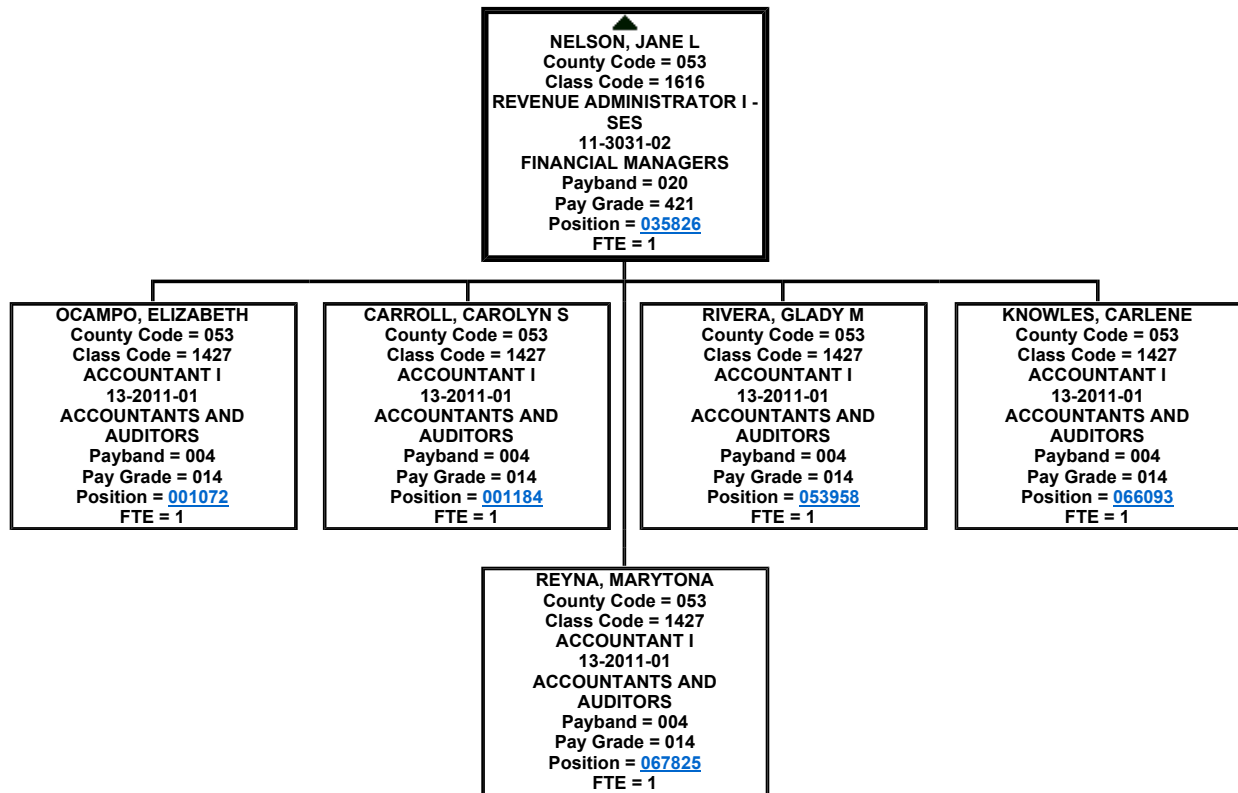 NELSON, JANE L
County Code = 053
Class Code = 1616
REVENUE ADMINISTRATOR I -
SES
11-3031-02
FINANCIAL MANAGERS
Payband = 020
Pay Grade = 421
Position = 035826
FTE = 1
OCAMPO, ELIZABETH
County Code = 053
Class Code = 1427
ACCOUNTANT I
13-2011-01
ACCOUNTANTS AND
AUDITORS
Payband = 004
Pay Grade = 014
Position = 001072
FTE = 1
CARROLL, CAROLYN S
County Code = 053
Class Code = 1427
ACCOUNTANT I
13-2011-01
ACCOUNTANTS AND
AUDITORS
Payband = 004
Pay Grade = 014
Position = 001184
FTE = 1
RIVERA, GLADY M
County Code = 053
Class Code = 1427
ACCOUNTANT I
13-2011-01
ACCOUNTANTS AND
AUDITORS
Payband = 004
Pay Grade = 014
Position = 053958
FTE = 1
KNOWLES, CARLENE
County Code = 053
Class Code = 1427
ACCOUNTANT I
13-2011-01
ACCOUNTANTS AND
AUDITORS
Payband = 004
Pay Grade = 014
Position = 066093
FTE = 1
REYNA, MARYTONA
County Code = 053
Class Code = 1427
ACCOUNTANT I
13-2011-01
ACCOUNTANTS AND
AUDITORS
Payband = 004
Pay Grade = 014
Position = 067825
FTE = 1